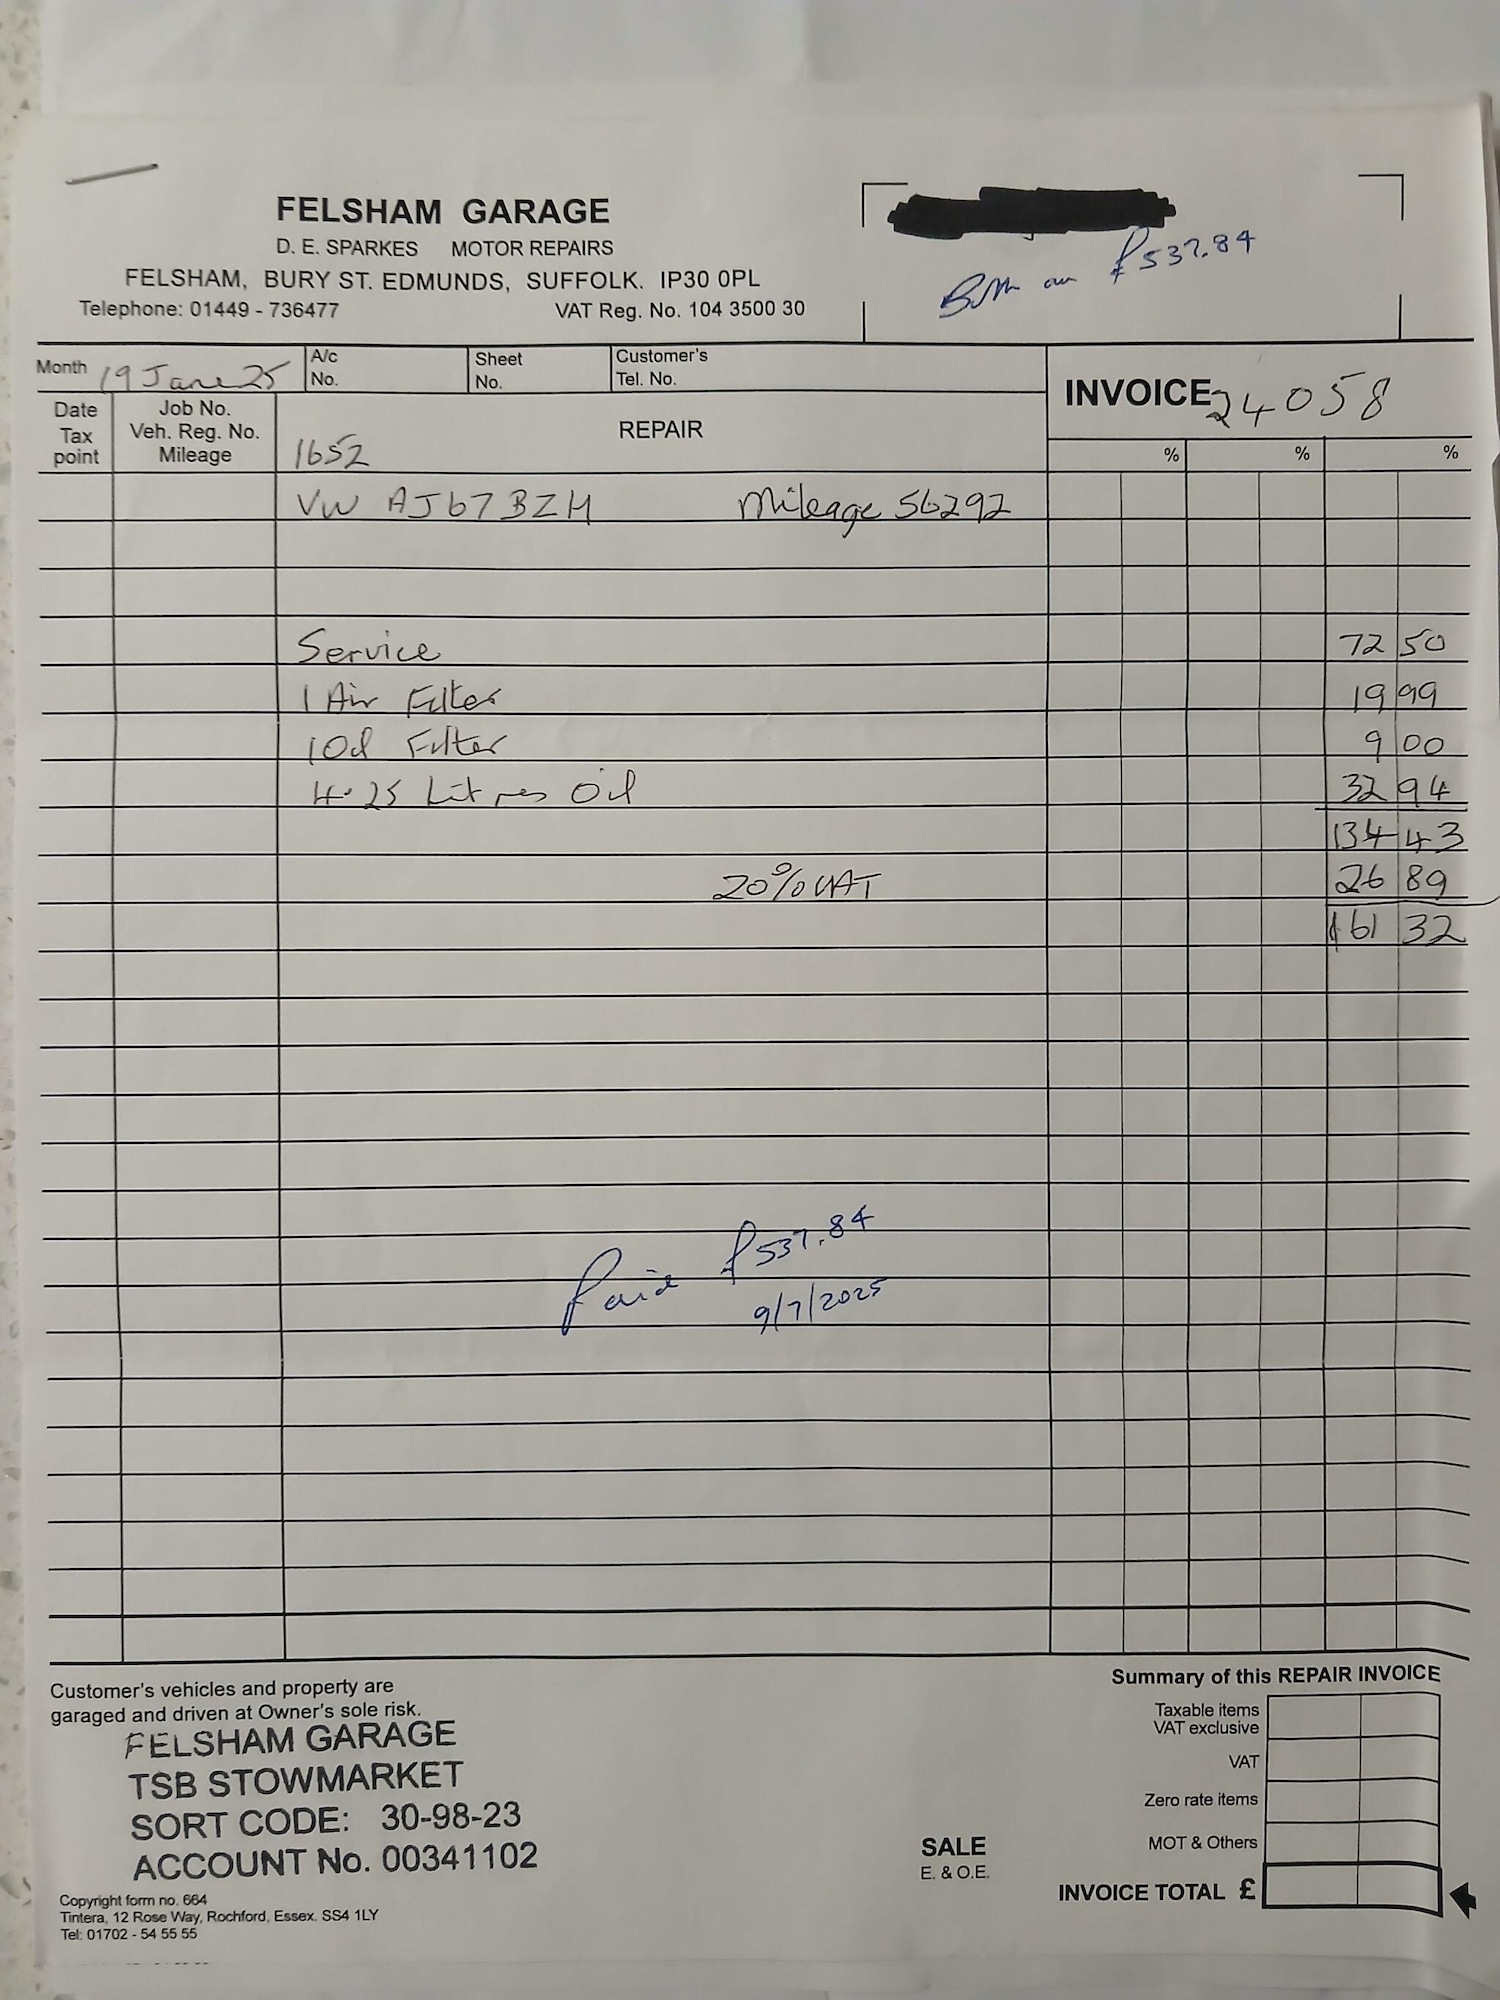 FELSHAM GARAGE
D. E. SPARKES MOTOR REPAIRS
FELSHAM, BURY ST. EDMUNDS, SUFFOLK. IP30 0PL
Telephone: 01449 - 736477 VAT Reg. No. 104 3500 30
£537.84
Month 19 June 25
A/c No.
Sheet No.
Customer's Tel. No.
INVOICE 24058
Date Tax point
Job No. Veh. Reg. No. Mileage
REPAIR
1652
% % %
VW AJ67BZH Mileage 56292
Service 72 50
1 Air Filter 19 99
1 Oil Filter 9 00
4.25 Litres Oil 32 94
134 43
20% VAT 26 89
161 32
Paid £537.84
9/7/2025
Customer's vehicles and property are
garaged and driven at Owner's sole risk.
FELSHAM GARAGE
TSB STOWMARKET
SORT CODE: 30-98-23
ACCOUNT No. 00341102
Copyright form no. 664
Tintera, 12 Rose Way, Rochford, Essex. SS4 1LY
Tel: 01702 - 54 55 55
SALE
E. & O.E.
Summary of this REPAIR INVOICE
Taxable items
VAT exclusive
VAT
Zero rate items
MOT & Others
INVOICE TOTAL £